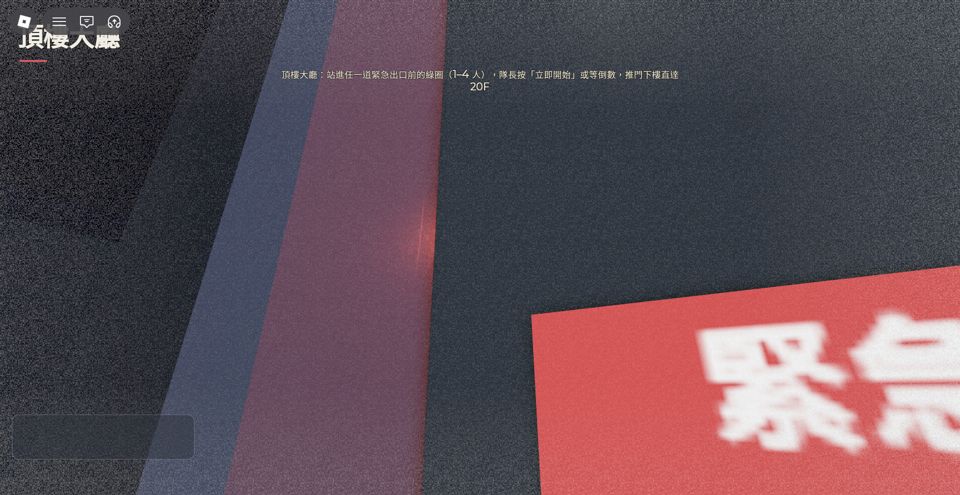 頂樓大廳
頂樓大廳：站進任一道緊急出口前的綠圈（1–4 人），隊長按「立即開始」或等倒數，推門下樓直達
20F
緊急